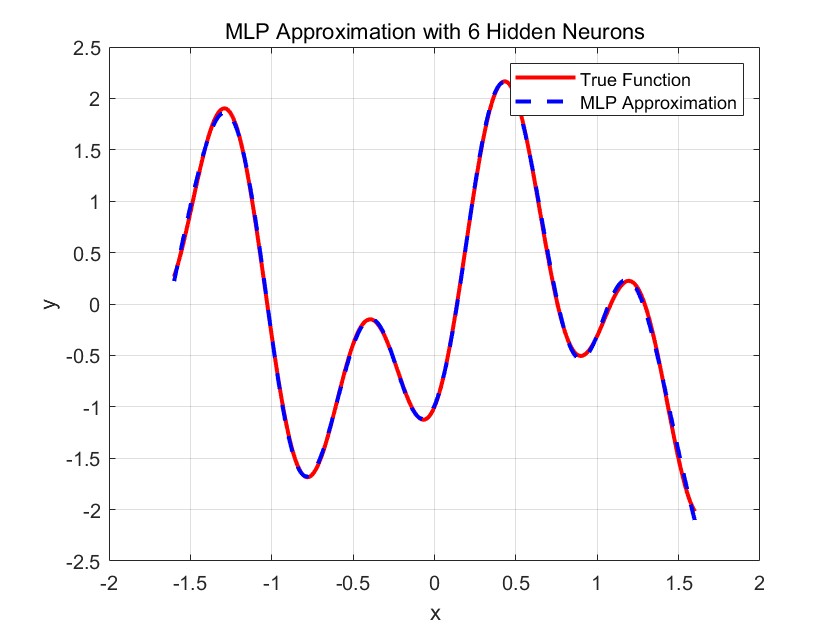 MLP Approximation with 6 Hidden Neurons
True Function
MLP Approximation
2.5
2
1.5
1
0.5
0
-0.5
-1
-1.5
-2
-2.5
y
-2 -1.5 -1 -0.5 0 0.5 1 1.5 2
x